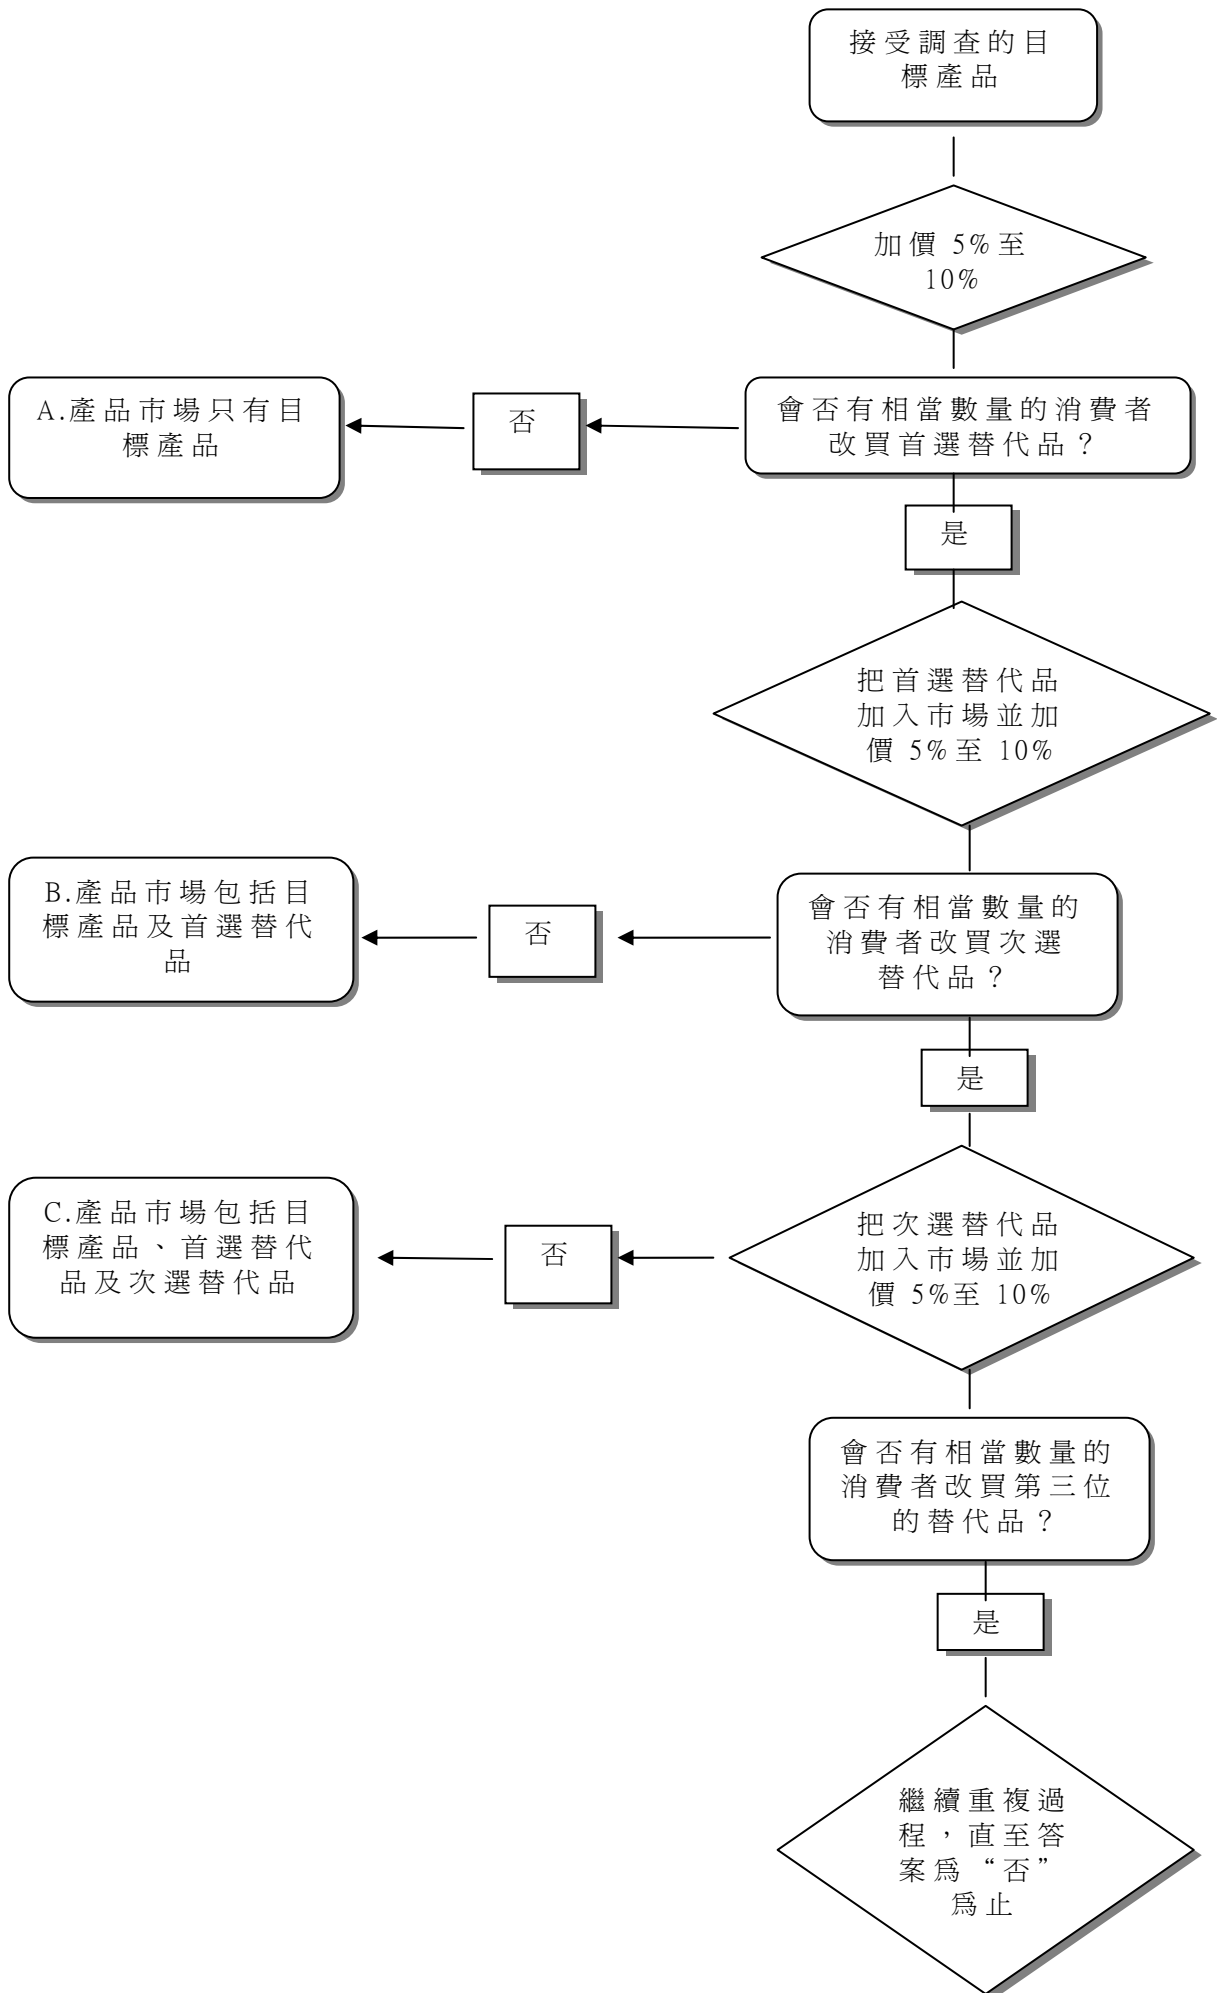 接受調查的目
標產品
加價 5%至
10%
會否有相當數量的消費者
改買首選替代品？
否
A.產品市場只有目
標產品
是
把首選替代品
加入市場並加
價 5%至 10%
會否有相當數量的
消費者改買次選
替代品？
否
B.產品市場包括目
標產品及首選替代
品
是
把次選替代品
加入市場並加
價 5%至 10%
否
C.產品市場包括目
標產品、首選替代
品及次選替代品
會否有相當數量的
消費者改買第三位
的替代品？
是
繼續重複過
程，直至答
案爲“否”
爲止